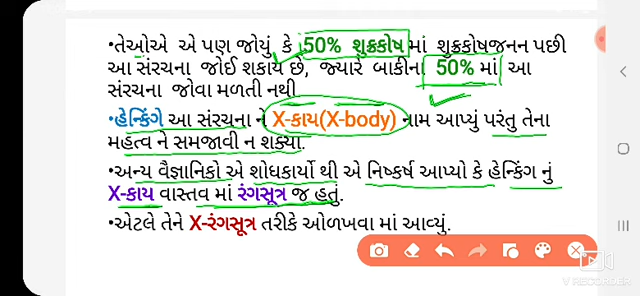 •તેઓએ એ પણ જોયું કે 50% શુક્રકોષ માં શુક્રકોષજનન પછી
આ સંરચના જોઈ શકાય છે, જ્યારે બાકીના 50% માં આ
સંરચના જોવા મળતી નથી
•હેન્કિંગે આ સંરચના ને X-કાય(X-body) નામ આપ્યું પરંતુ તેના
મહત્વ ને સમજાવી ન શક્યા.
•અન્ય વૈજ્ઞાનિકો એ શોધકાર્યો થી એ નિષ્કર્ષ આપ્યો કે હેન્કિંગ નું
X-કાય વાસ્તવ માં રંગસૂત્ર જ હતું.
•એટલે તેને X-રંગસૂત્ર તરીકે ઓળખવા માં આવ્યું.
V RECORDER